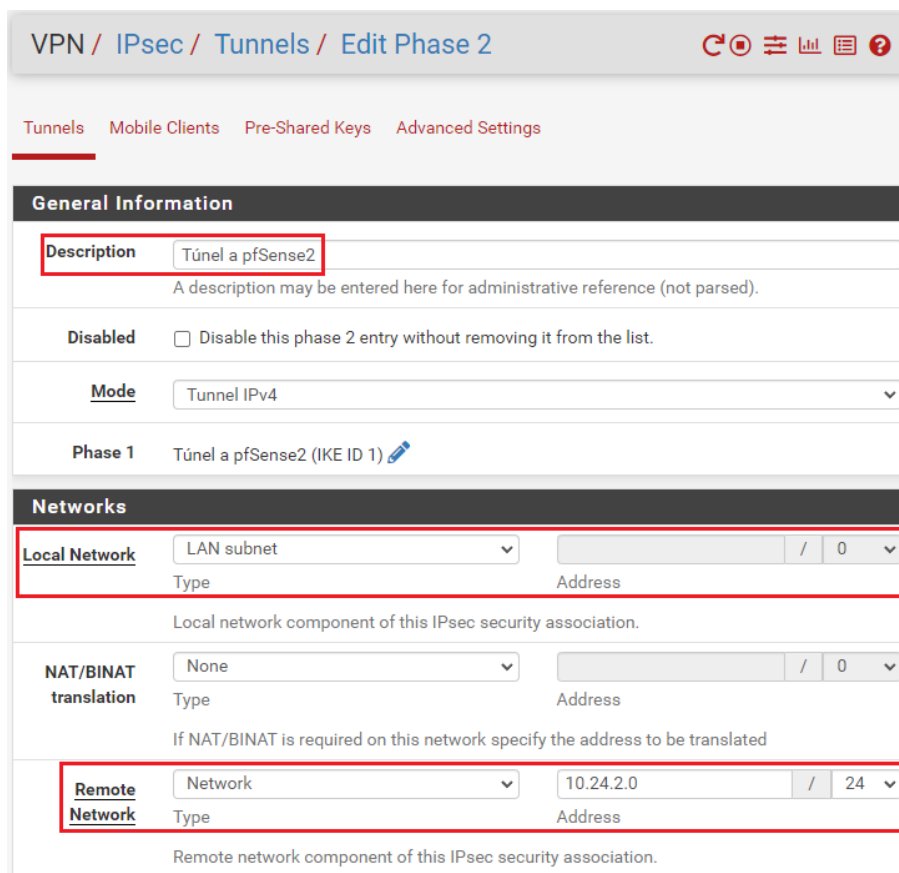 VPN / IPsec / Tunnels / Edit Phase 2
Tunnels Mobile Clients Pre-Shared Keys Advanced Settings
General Information
Description Túnel a pfSense2
A description may be entered here for administrative reference (not parsed).
Disabled Disable this phase 2 entry without removing it from the list.
Mode Tunnel IPv4
Phase 1 Túnel a pfSense2 (IKE ID 1)
Networks
Local Network LAN subnet / 0
Type Address
Local network component of this IPsec security association.
NAT/BINAT translation None / 0
Type Address
If NAT/BINAT is required on this network specify the address to be translated
Remote Network Network 10.24.2.0 / 24
Type Address
Remote network component of this IPsec security association.